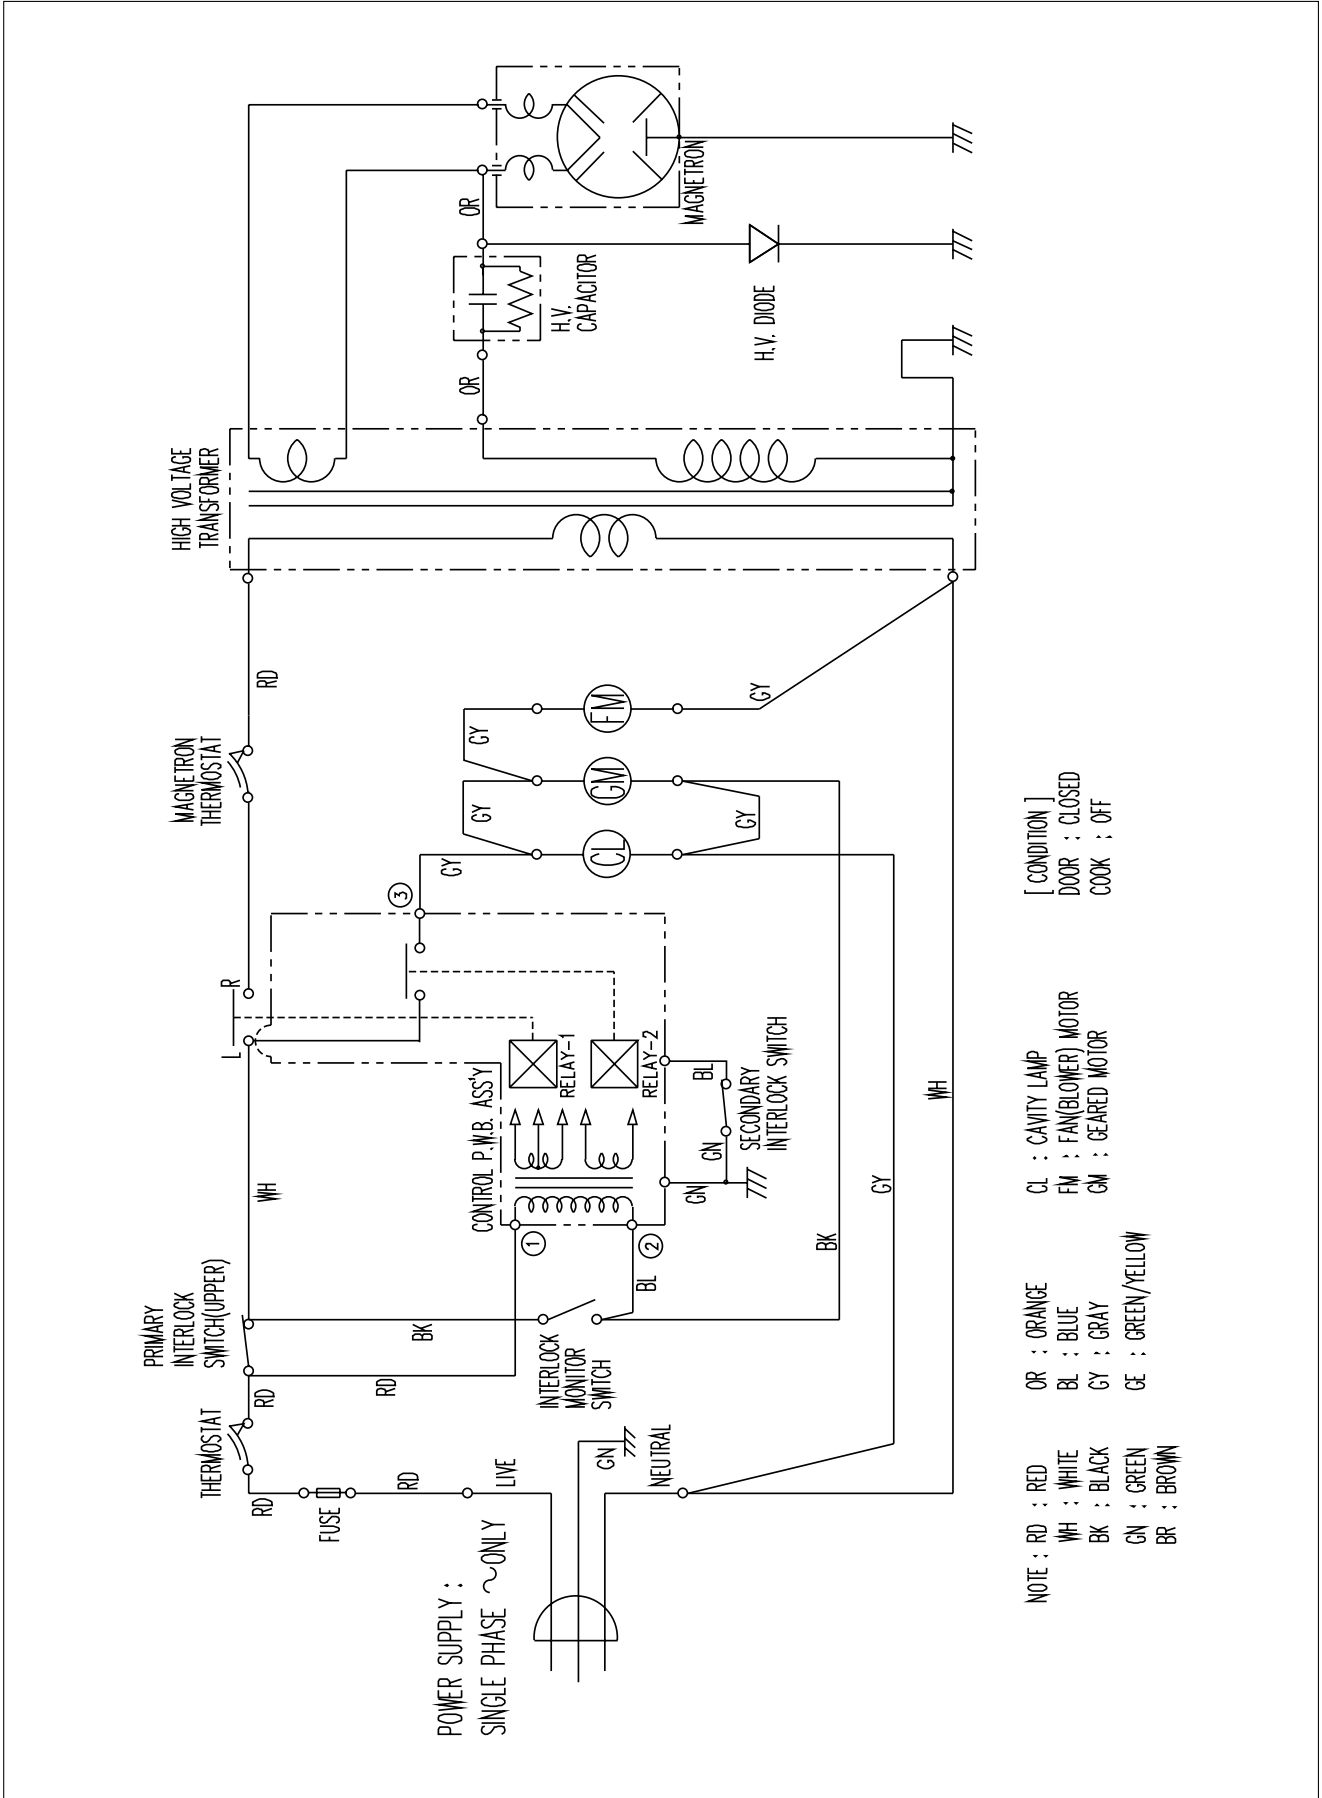 PRIMARY
INTERLOCK
SWITCH(UPPER)
THERMOSTAT
MAGNETRON
THERMOSTAT
HIGH VOLTAGE
TRANSFORMER
L
R
RD
RD
WH
RD
FUSE
RD
RD
BK
LIVE
GN
NEUTRAL
POWER SUPPLY :
SINGLE PHASE ~ONLY
INTERLOCK
MONITOR
SWITCH
CONTROL P.W.B. ASS'Y
1
2
3
BL
RELAY-1
RELAY-2
BL
GN
GN
SECONDARY
INTERLOCK SWITCH
GY
GY
GY
CL
GM
FM
GY
GY
BK
GY
WH
OR
OR
H.V.
CAPACITOR
H.V. DIODE
MAGNETRON
NOTE : RD : RED
WH : WHITE
BK : BLACK
GN : GREEN
BR : BROWN
OR : ORANGE
BL : BLUE
GY : GRAY
GE : GREEN/YELLOW
CL : CAVITY LAMP
FM : FAN(BLOWER) MOTOR
GM : GEARED MOTOR
[ CONDITION ]
DOOR : CLOSED
COOK : OFF